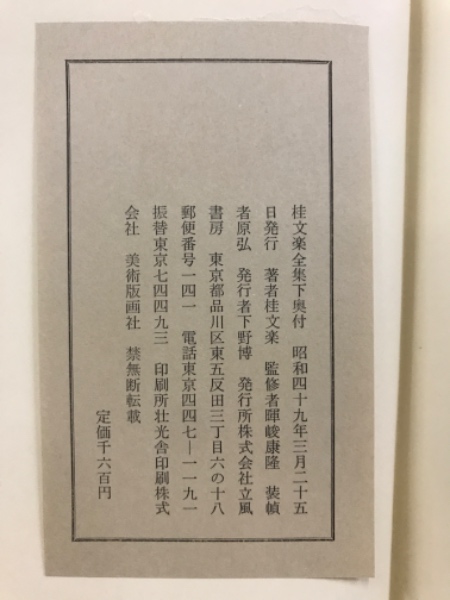 桂文楽全集下奥付　昭和四十九年三月二十五
日発行　著者桂文楽　監修者暉峻康隆　装幀
者原弘　発行者下野博　発行所株式会社立風
書房　東京都品川区東五反田三丁目六の十八
郵便番号一四一　電話東京四四七―一一九一
振替東京七四四九三　印刷所壮光舎印刷株式
会社　美術版画社　禁無断転載
定価千六百円